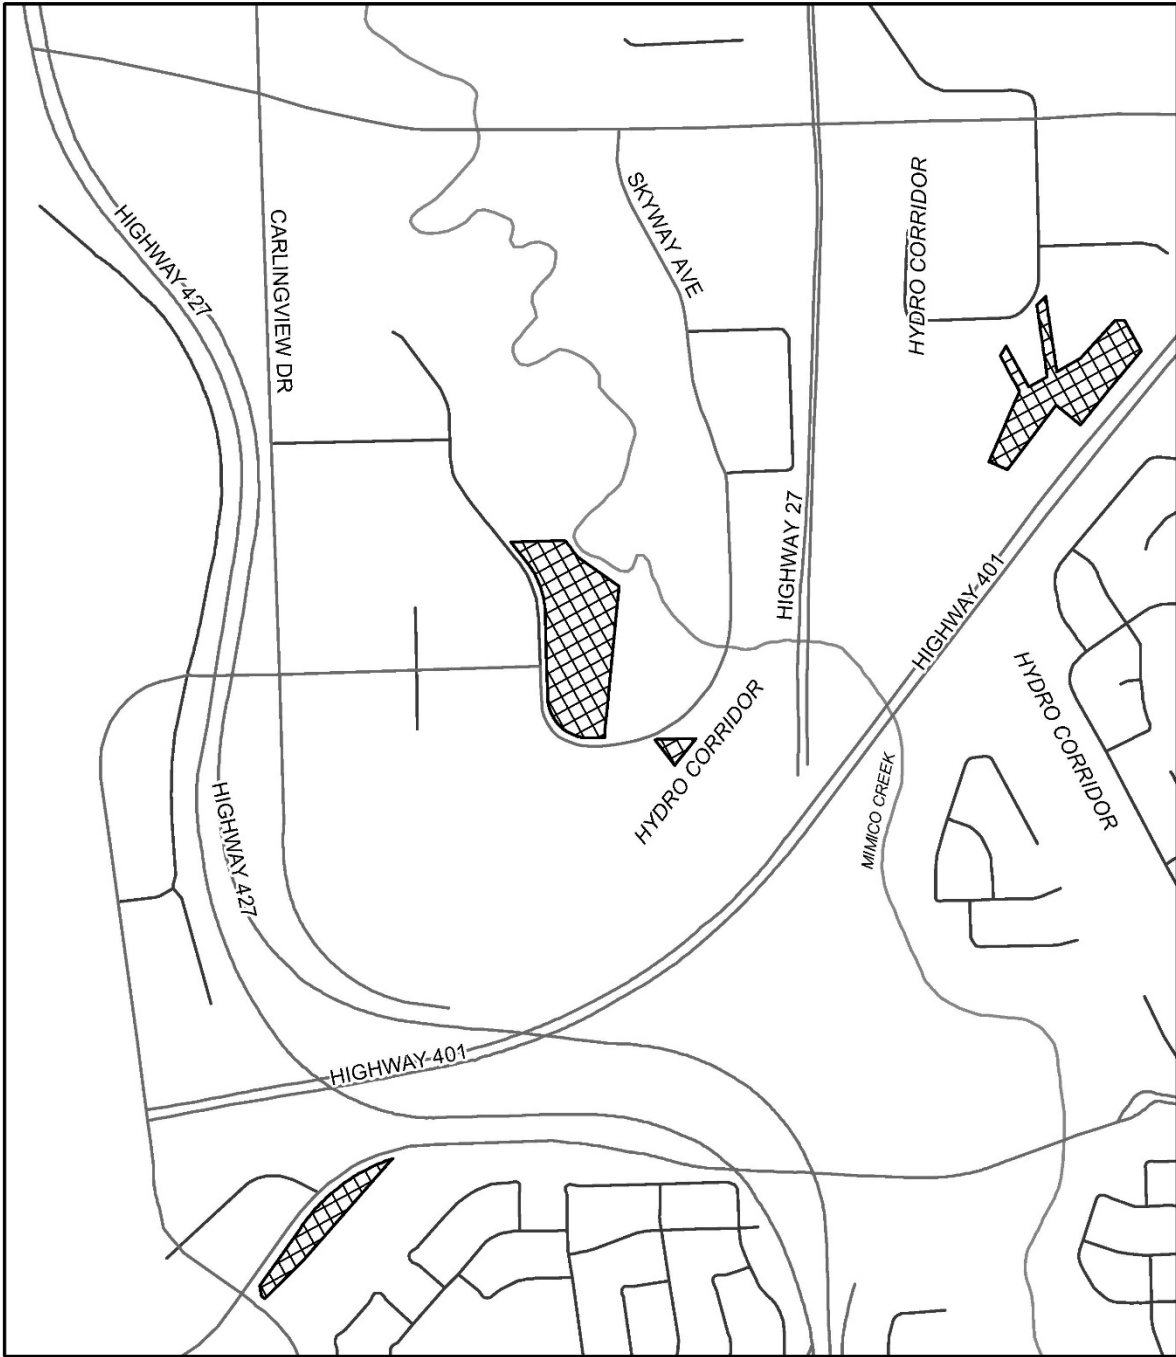 HIGHWAY 427
CARLINGVIEW DR
SKYWAY AVE
HYDRO CORRIDOR
HIGHWAY 27
HIGHWAY 401
HYDRO CORRIDOR
HYDRO CORRIDOR
MIMICO CREEK
HIGHWAY 427
HIGHWAY 401